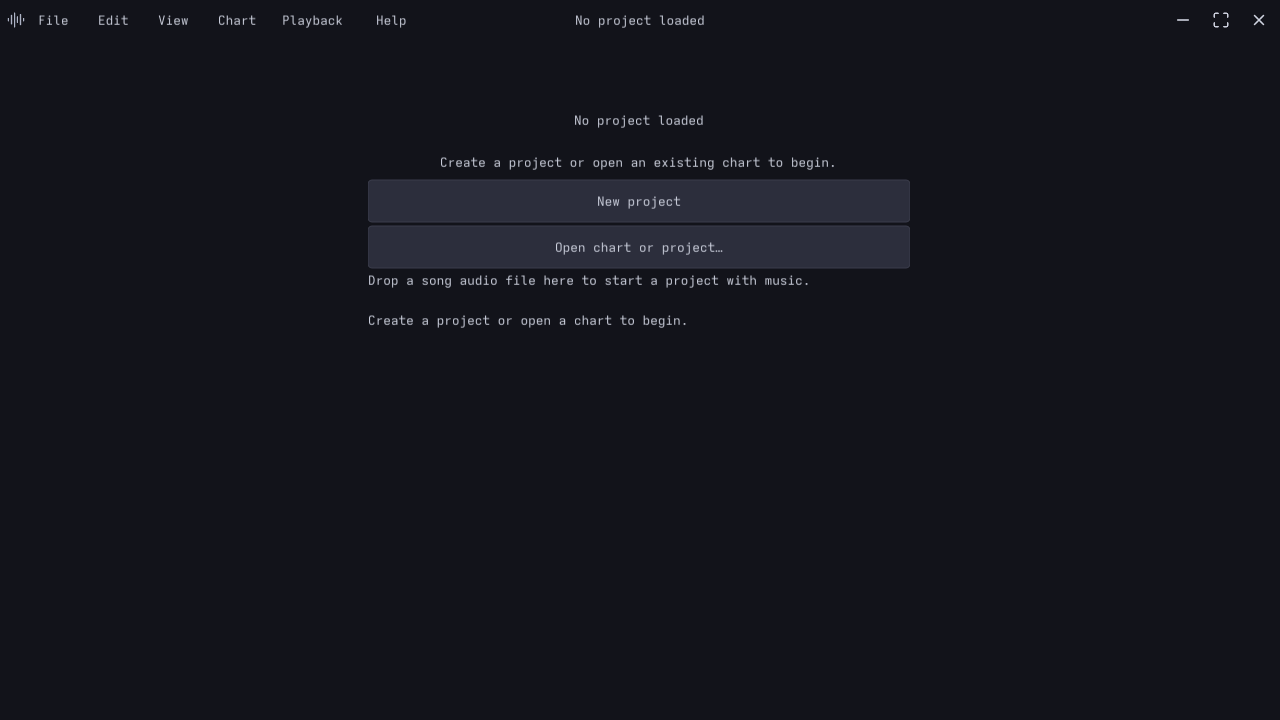 File Edit View Chart Playback Help No project loaded
No project loaded
Create a project or open an existing chart to begin.
New project
Open chart or project…
Drop a song audio file here to start a project with music.
Create a project or open a chart to begin.